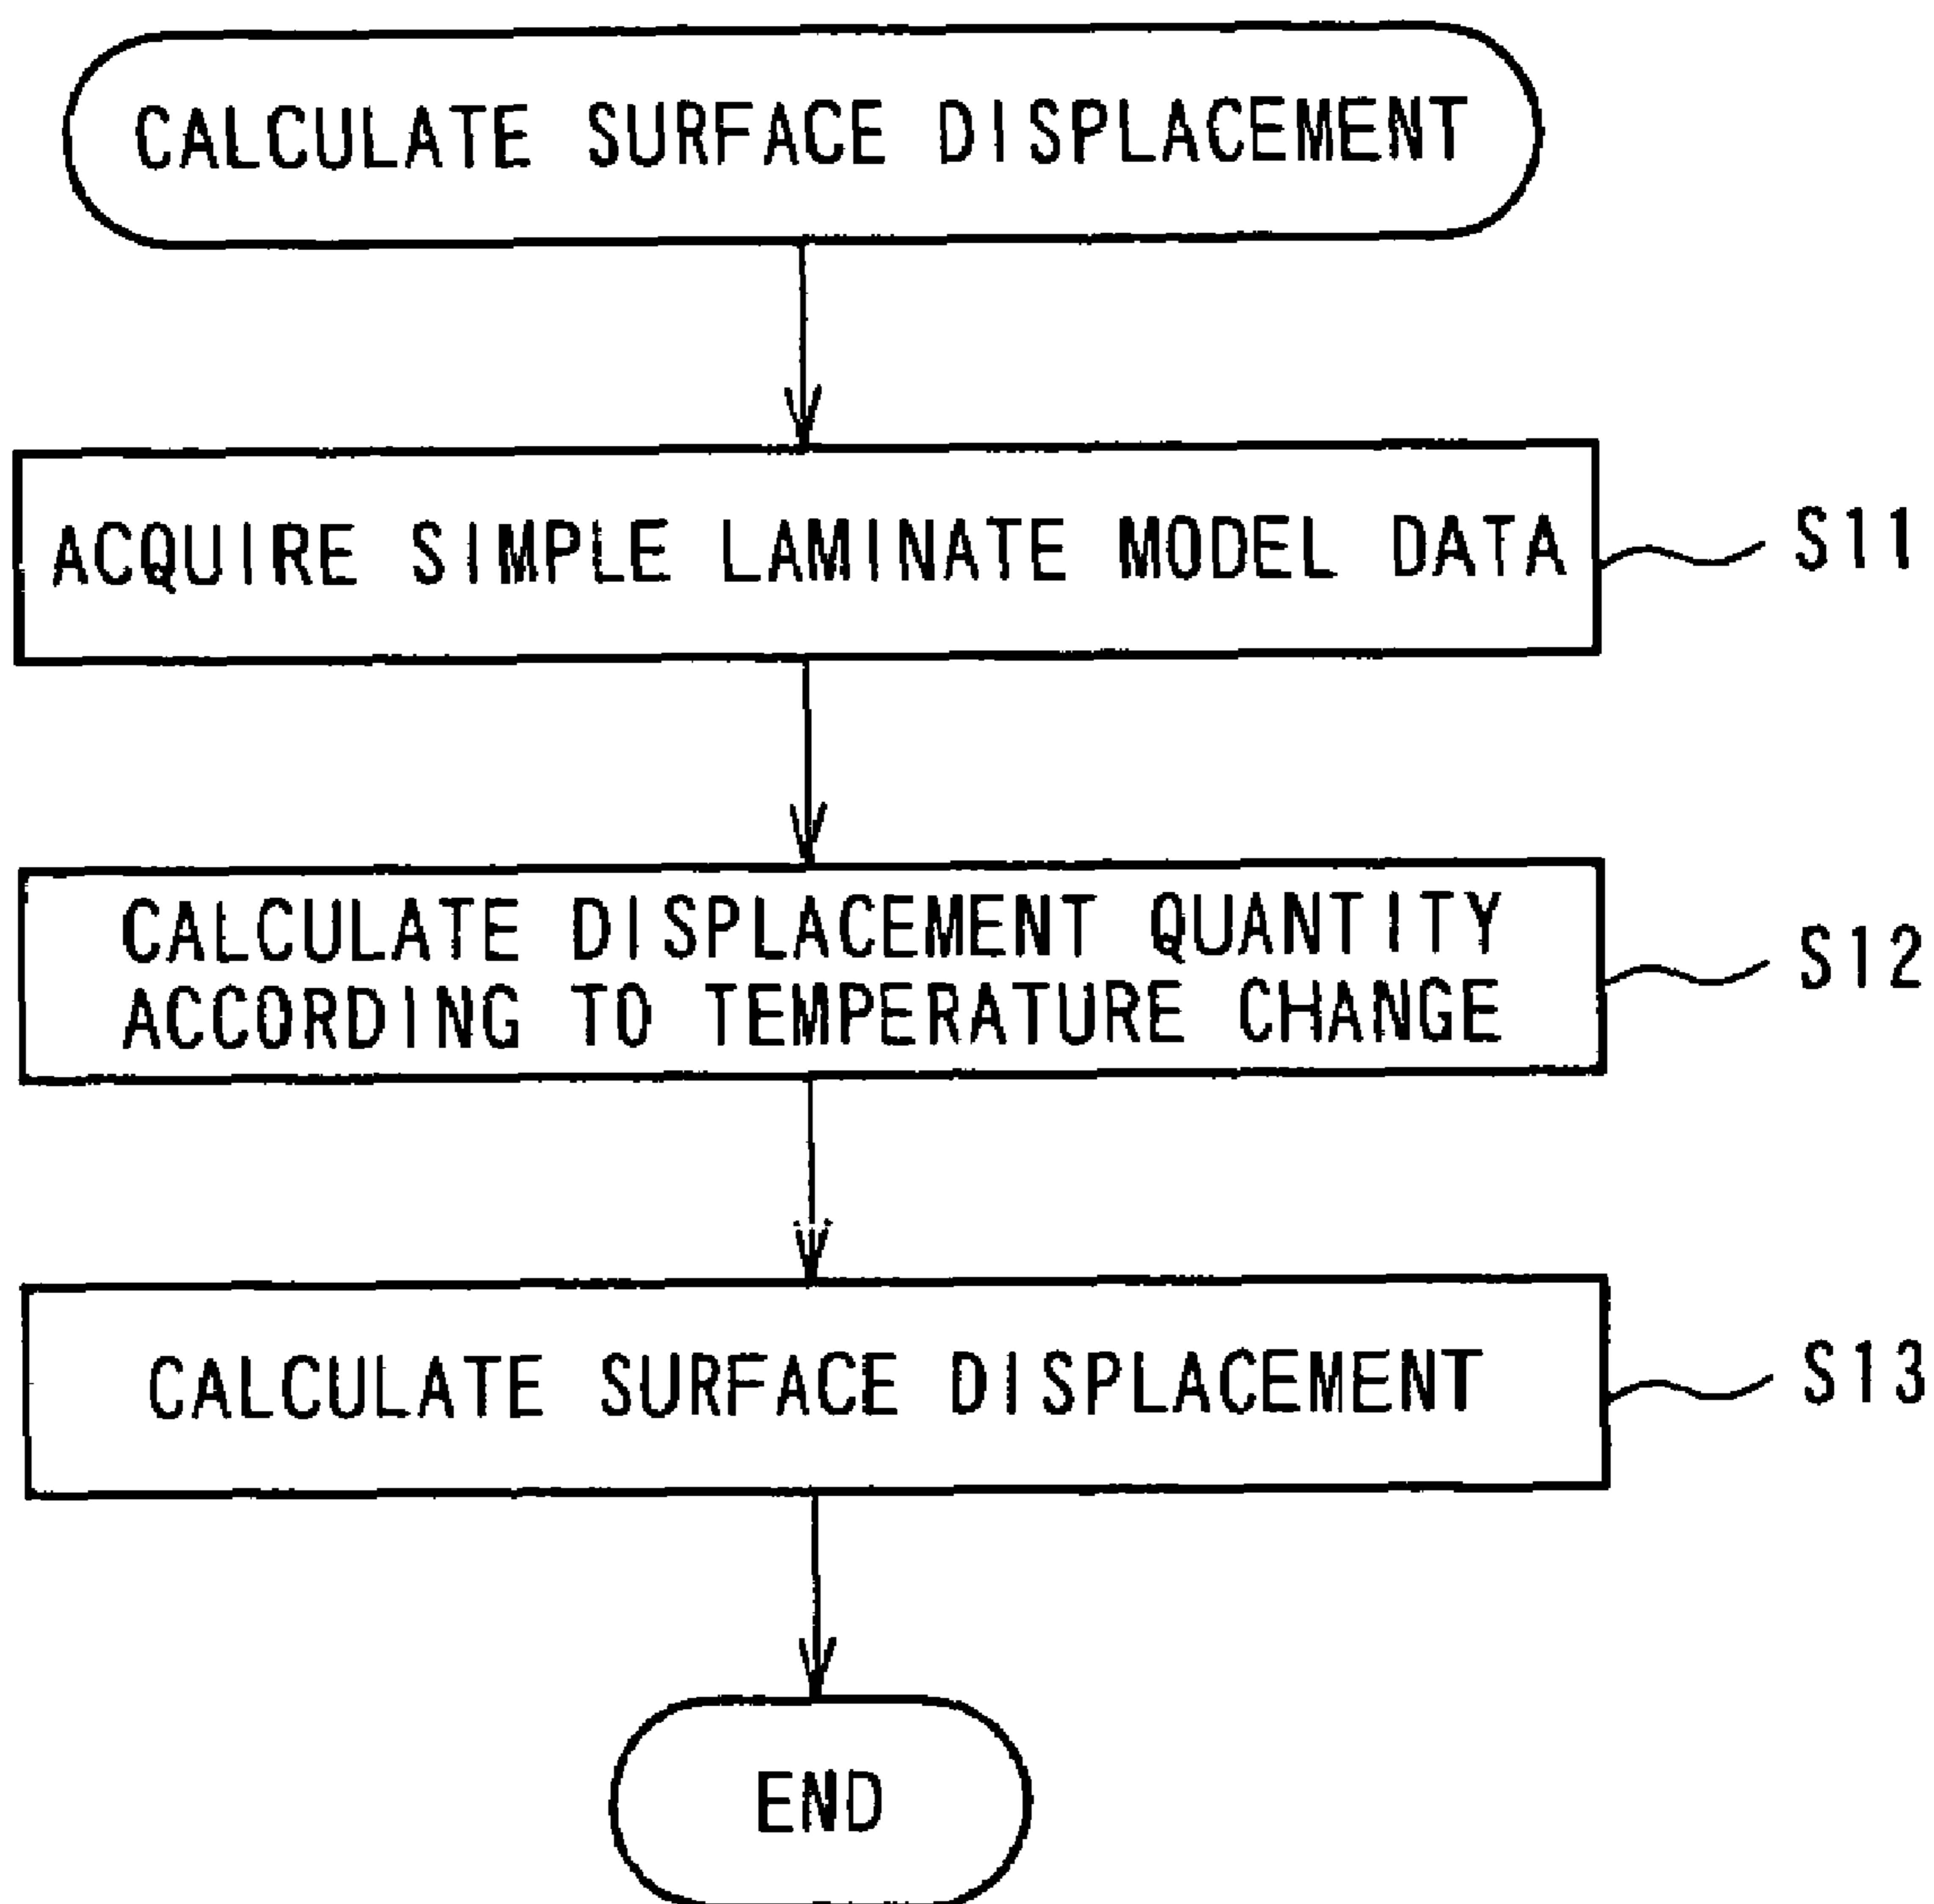 CALCULATE SURFACE DISPLACEMENT
ACQUIRE SIMPLE LAMINATE MODEL DATA
S11
CALCULATE DISPLACEMENT QUANTITY
ACCORDING TO TEMPERATURE CHANGE
S12
CALCULATE SURFACE DISPLACEMENT
S13
END